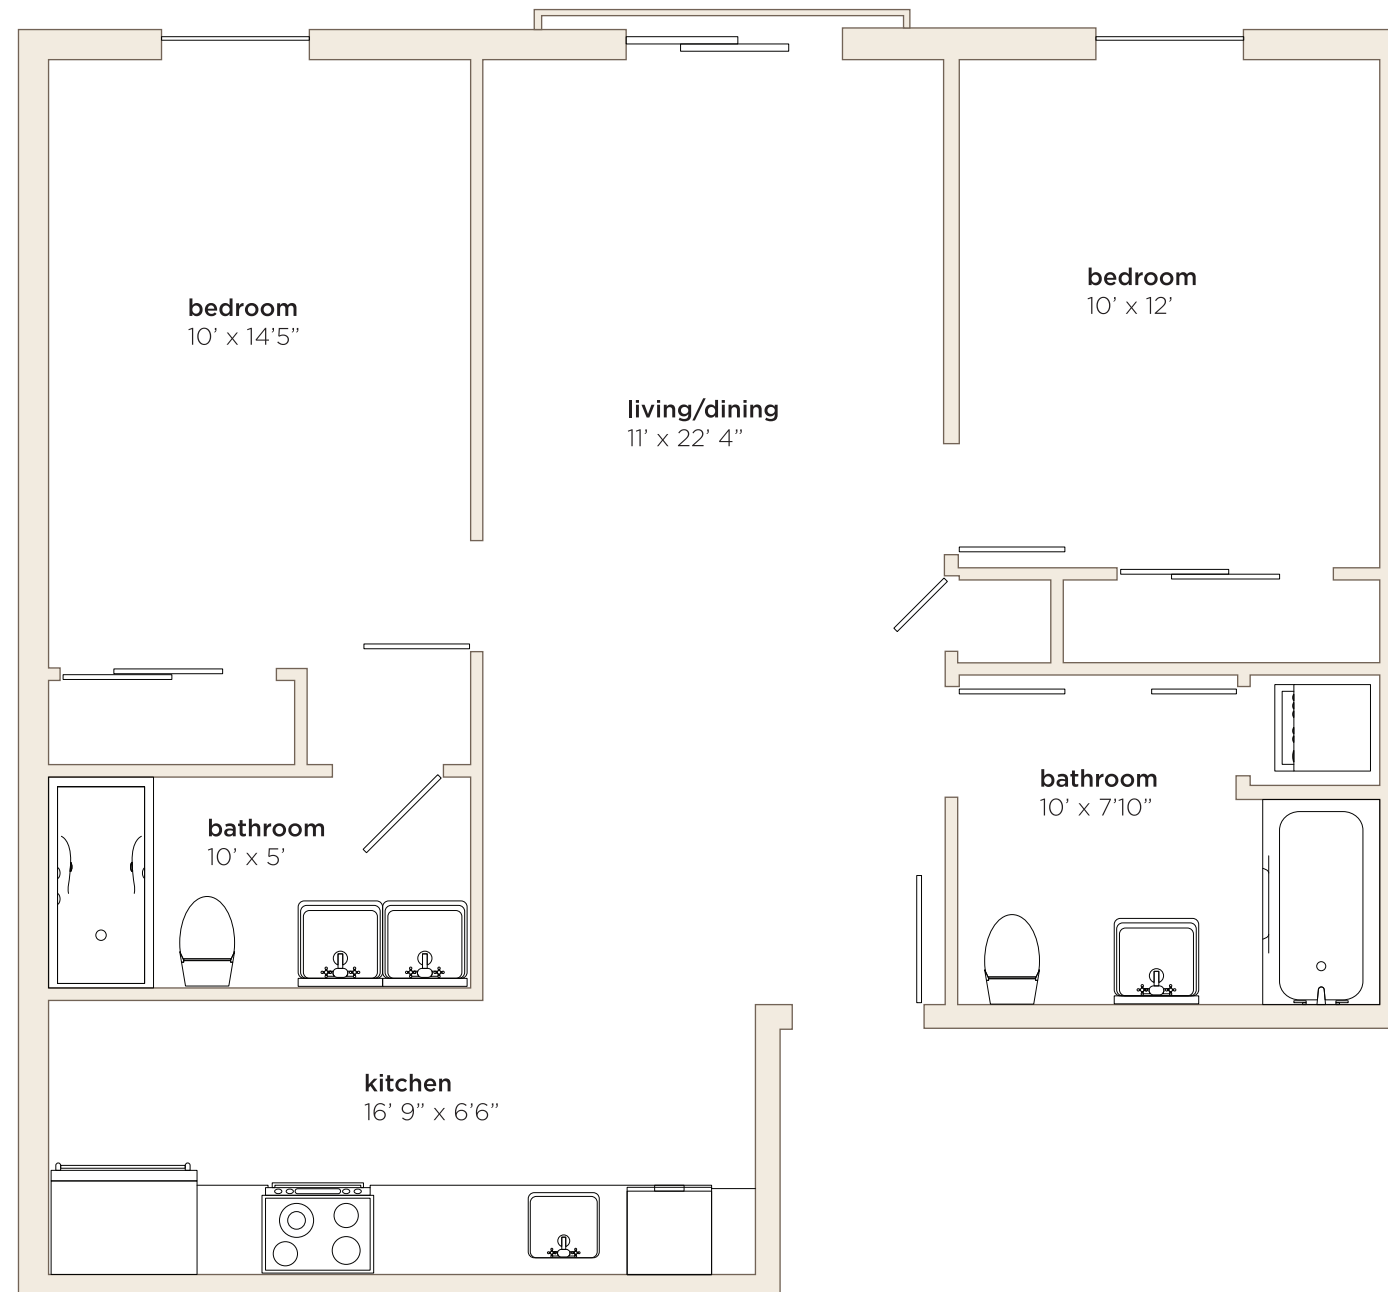 bedroom
10’ x 14’5”
bedroom
10’ x 12’
living/dining
11’ x 22’ 4”
bathroom
10’ x 7’10”
bathroom
10’ x 5’
kitchen
16’ 9” x 6’6”